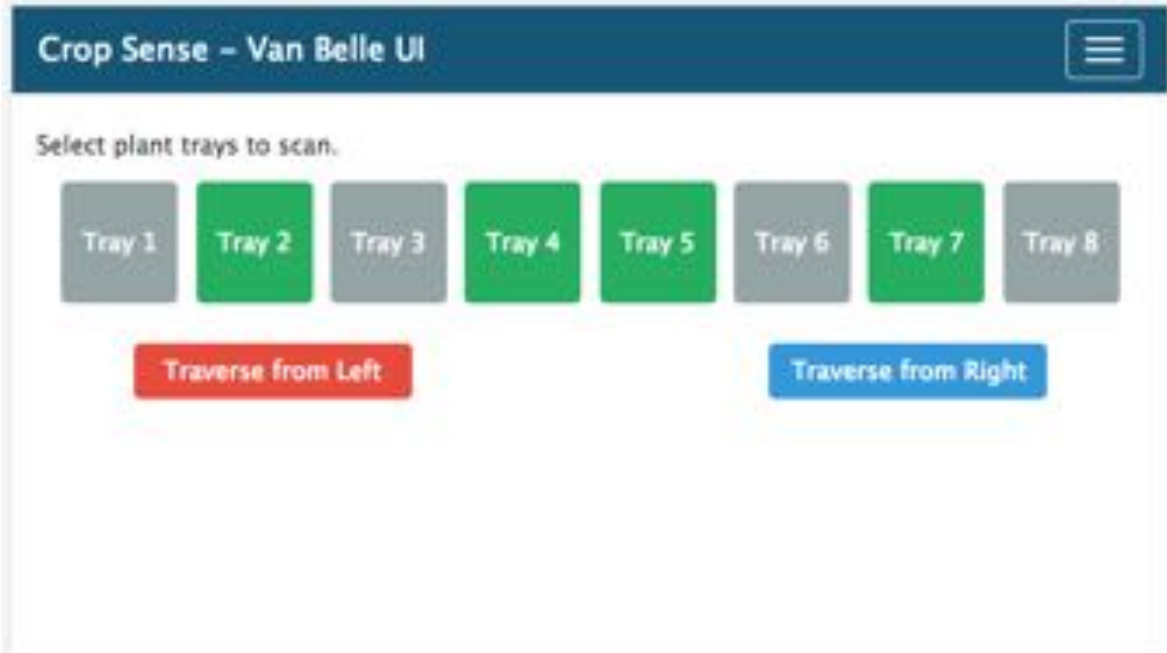 Crop Sense – Van Belle UI
Select plant trays to scan.
Tray 1 Tray 2 Tray 3 Tray 4 Tray 5 Tray 6 Tray 7 Tray 8
Traverse from Left Traverse from Right